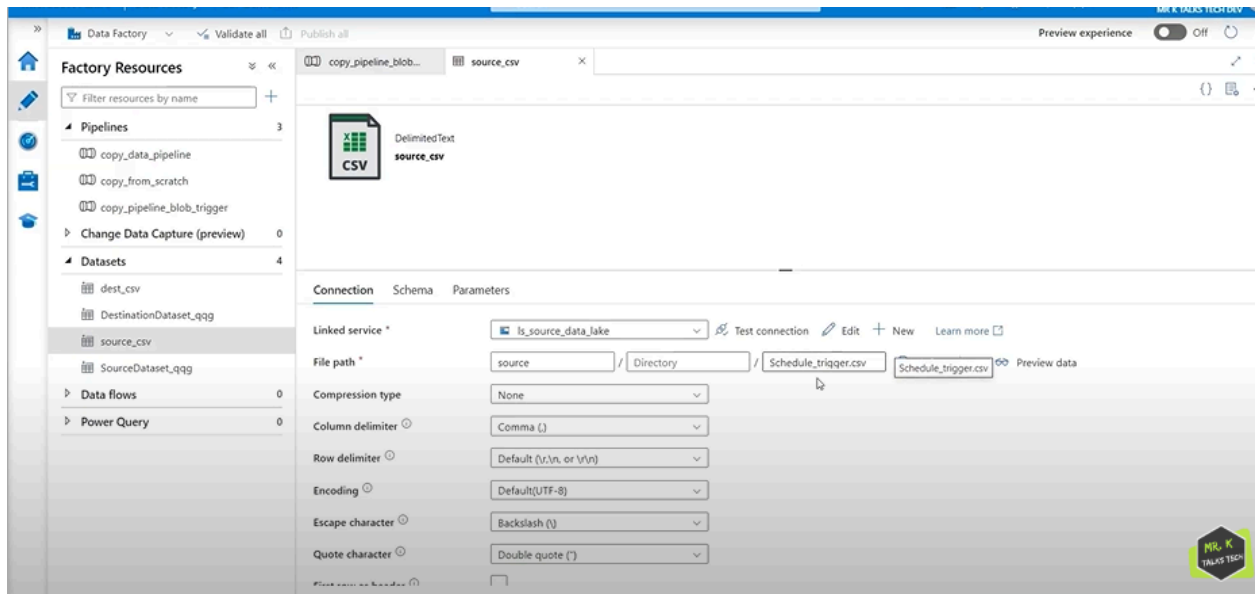 MR K TALKS TECH DEV
Data Factory
Validate all
Publish all
Preview experience
Off
Factory Resources
Filter resources by name
Pipelines 3
copy_data_pipeline
copy_from_scratch
copy_pipeline_blob_trigger
Change Data Capture (preview) 0
Datasets 4
dest_csv
DestinationDataset_qqg
source_csv
SourceDataset_qqg
Data flows 0
Power Query 0
copy_pipeline_blob...
source_csv
CSV
DelimitedText
source_csv
Connection Schema Parameters
Linked service * ls_source_data_lake Test connection Edit New Learn more
File path * source / Directory / Schedule_trigger.csv Schedule_trigger.csv Preview data
Compression type None
Column delimiter Comma (,)
Row delimiter Default (\r,\n, or \r\n)
Encoding Default(UTF-8)
Escape character Backslash (\)
Quote character Double quote (")
First row as header
MR. K
TALKS TECH